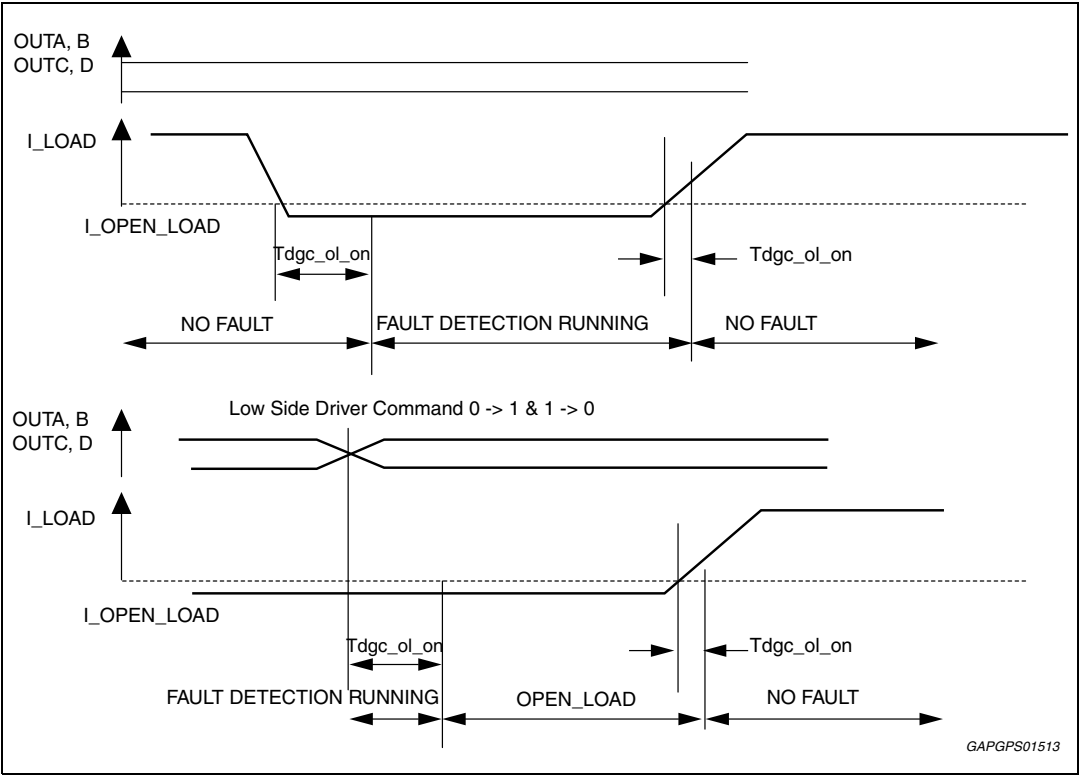 OUTA, B
OUTC, D
I_LOAD
I_OPEN_LOAD
Tdgc_ol_on
Tdgc_ol_on
NO FAULT
FAULT DETECTION RUNNING
NO FAULT
Low Side Driver Command 0 -> 1 & 1 -> 0
OUTA, B
OUTC, D
I_LOAD
I_OPEN_LOAD
Tdgc_ol_on
Tdgc_ol_on
FAULT DETECTION RUNNING
OPEN_LOAD
NO FAULT
GAPGPS01513